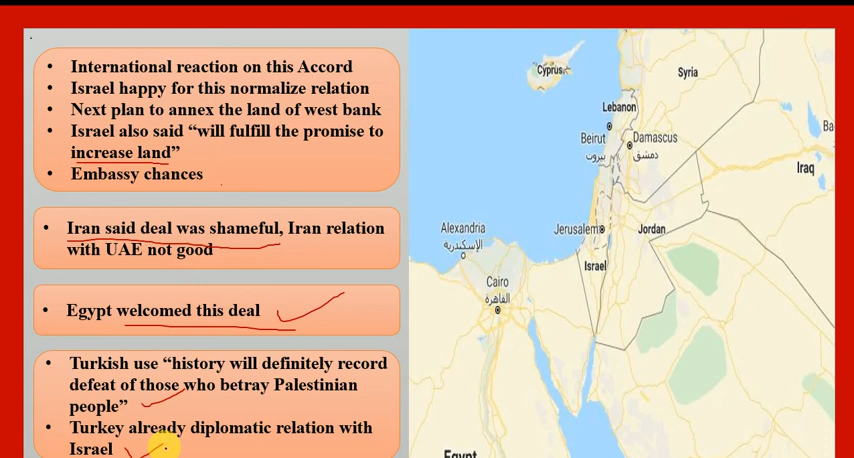 International reaction on this Accord
Israel happy for this normalize relation
Next plan to annex the land of west bank
Israel also said “will fulfill the promise to
increase land”
Embassy chances
Iran said deal was shameful, Iran relation
with UAE not good
Egypt welcomed this deal
Turkish use “history will definitely record
defeat of those who betray Palestinian
people”
Turkey already diplomatic relation with
Israel
Cyprus
Syria
Lebanon
Beirut
بيروت
Damascus
دمشق
Ba
Iraq
Alexandria
الإسكندرية
Jerusalem
Jordan
Israel
Cairo
القاهرة
Egypt